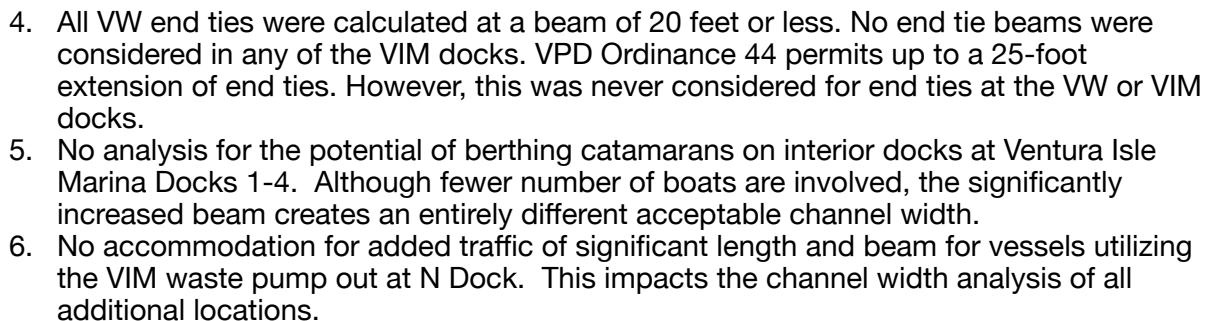 4. All VW end ties were calculated at a beam of 20 feet or less. No end tie beams were
considered in any of the VIM docks. VPD Ordinance 44 permits up to a 25-foot
extension of end ties. However, this was never considered for end ties at the VW or VIM
docks.
5. No analysis for the potential of berthing catamarans on interior docks at Ventura Isle
Marina Docks 1-4. Although fewer number of boats are involved, the significantly
increased beam creates an entirely different acceptable channel width.
6. No accommodation for added traffic of significant length and beam for vessels utilizing
the VIM waste pump out at N Dock. This impacts the channel width analysis of all
additional locations.